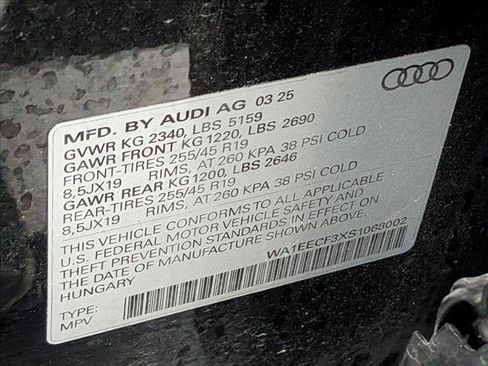 MFD. BY AUDI AG 03 25
GVWR KG 2340, LBS 5159
GAWR FRONT KG 1220, LBS 2690
FRONT-TIRES 255/45 R19
8,5JX19 RIMS, AT 260 KPA 38 PSI COLD
GAWR REAR KG 1200, LBS 2646
REAR-TIRES 255/45 R19
8,5JX19 RIMS, AT 260 KPA 38 PSI COLD
THIS VEHICLE CONFORMS TO ALL APPLICABLE
U.S. FEDERAL MOTOR VEHICLE SAFETY AND
THEFT PREVENTION STANDARDS IN EFFECT ON
THE DATE OF MANUFACTURE SHOWN ABOVE.
HUNGARY WA1EECF3XS1068002
TYPE:
MPV